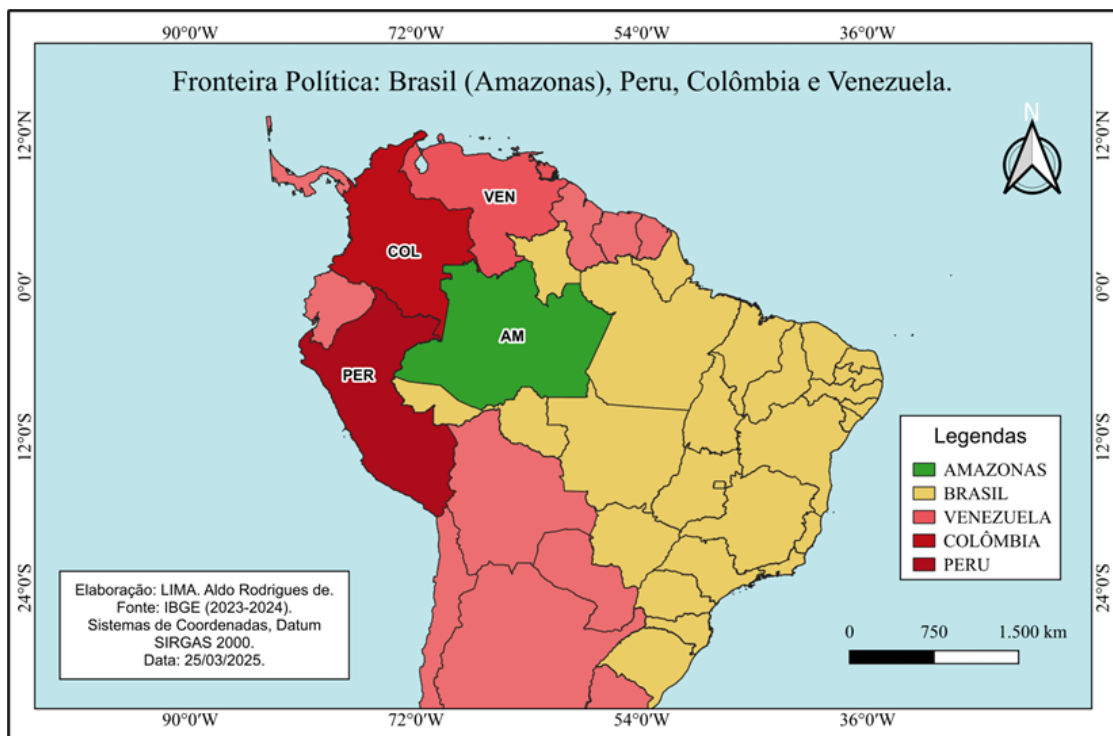 90°0′W 72°0′W 54°0′W 36°0′W
Fronteira Política: Brasil (Amazonas), Peru, Colômbia e Venezuela.
N
12°0′N 12°0′N
VEN
COL
0°0′ 0°0′
AM
PER
12°0′S 12°0′S
Legendas
AMAZONAS
BRASIL
VENEZUELA
COLÔMBIA
PERU
24°0′S 24°0′S
Elaboração: LIMA. Aldo Rodrigues de.
Fonte: IBGE (2023-2024).
Sistemas de Coordenadas, Datum
SIRGAS 2000.
Data: 25/03/2025.
0 750 1.500 km
90°0′W 72°0′W 54°0′W 36°0′W